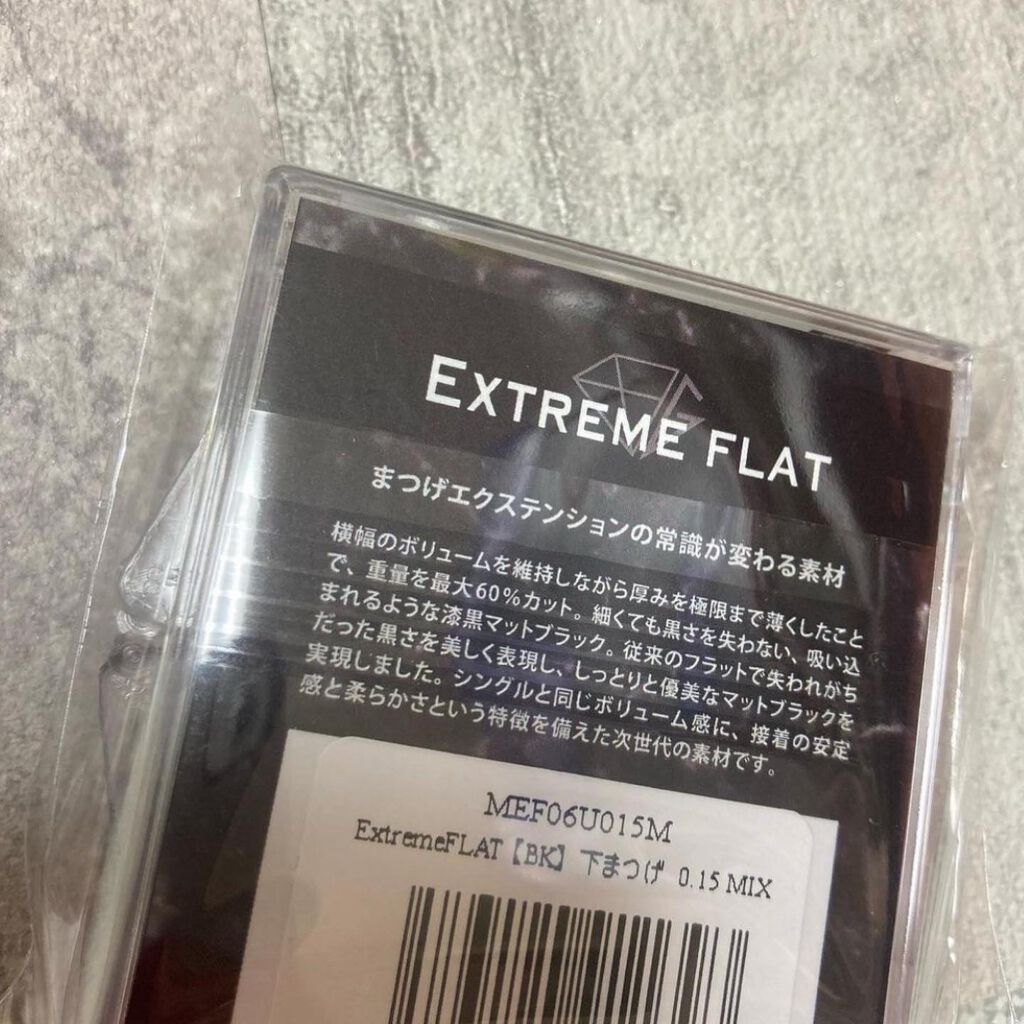 EXTREME FLAT
まつげエクステンションの常識が変わる素材
横幅のボリュームを維持しながら厚みを極限まで薄くしたこと
で、重量を最大60%カット。細くても黒さを失わない、吸い込
まれるような漆黒マットブラック。従来のフラットで失われがち
だった黒さを美しく表現し、しっとりと優美なマットブラックを
実現しました。シングルと同じボリューム感に、接着の安定
感と柔らかさという特徴を備えた次世代の素材です。
MEF06U015M
ExtremeFLAT【BK】 下まつげ 0.15 MIX